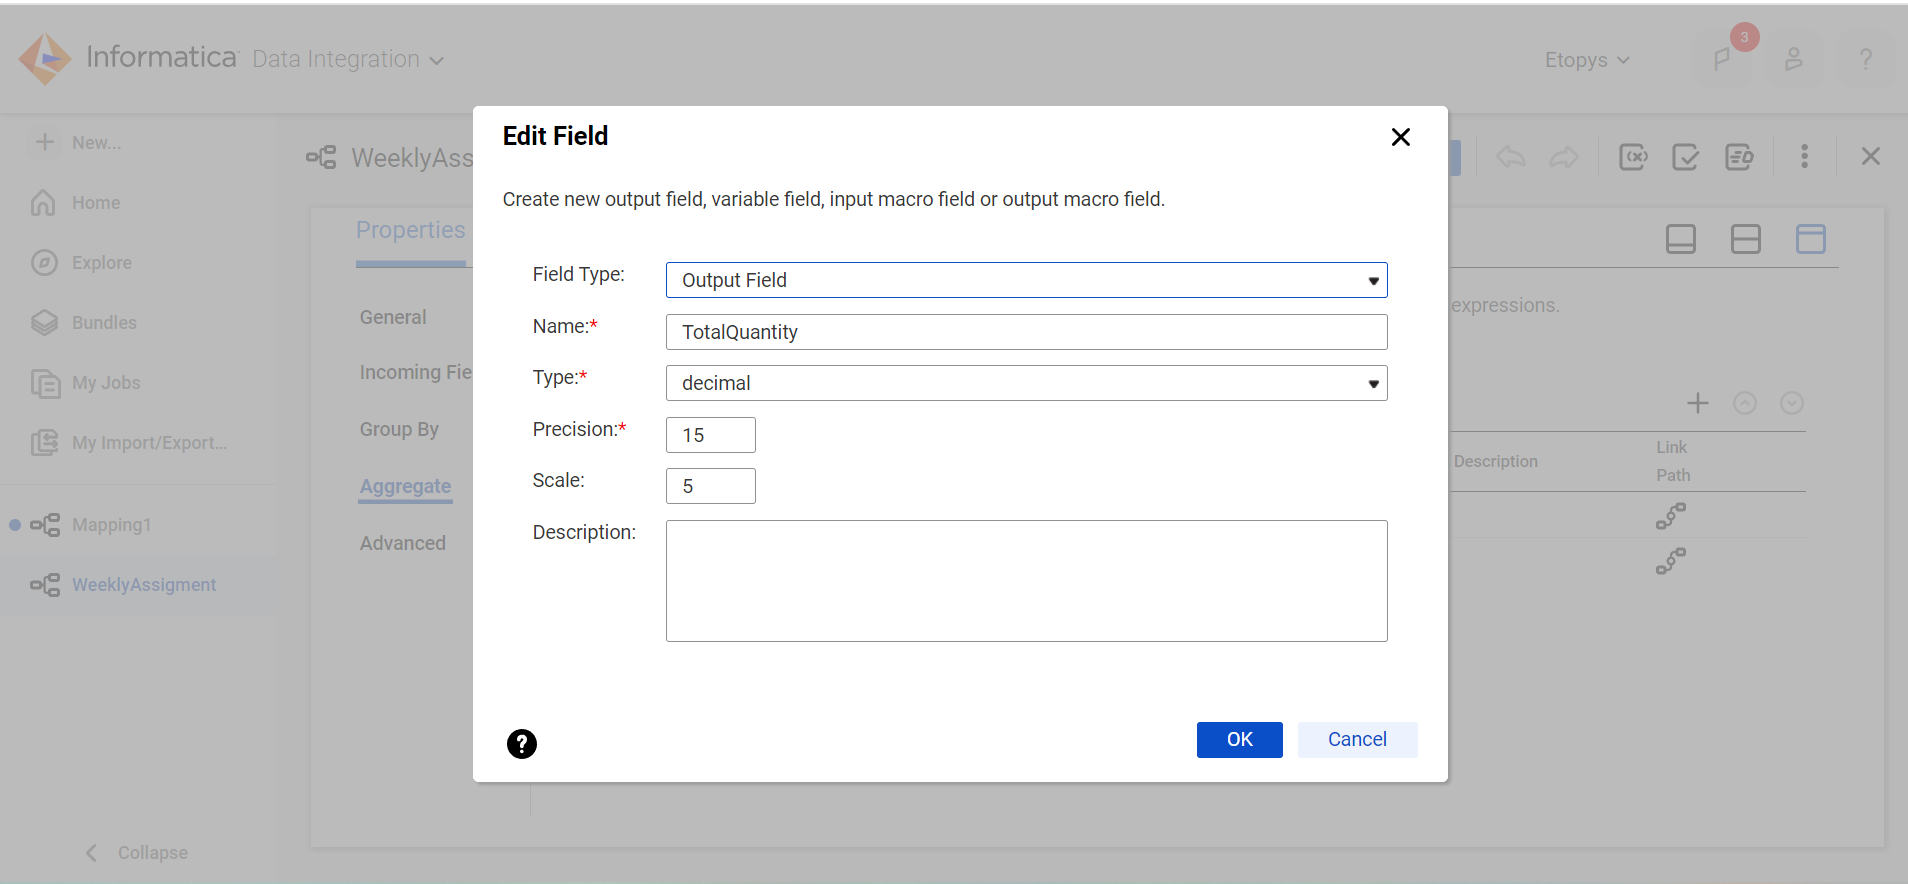 Informatica Data Integration
Etopys
3
?
New...
Home
Explore
Bundles
My Jobs
My Import/Export...
Mapping1
WeeklyAssigment
Collapse
WeeklyAss
Properties
General
Incoming Fie
Group By
Aggregate
Advanced
expressions.
Description
Link
Path
Edit Field
Create new output field, variable field, input macro field or output macro field.
Field Type: Output Field
Name:* TotalQuantity
Type:* decimal
Precision:* 15
Scale: 5
Description:
?
OK Cancel